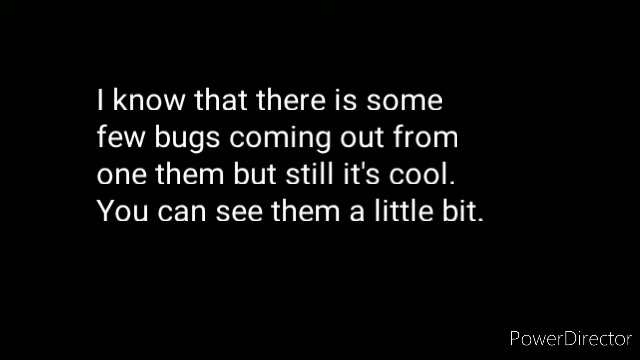 I know that there is some
few bugs coming out from
one them but still it's cool.
You can see them a little bit.
PowerDirector